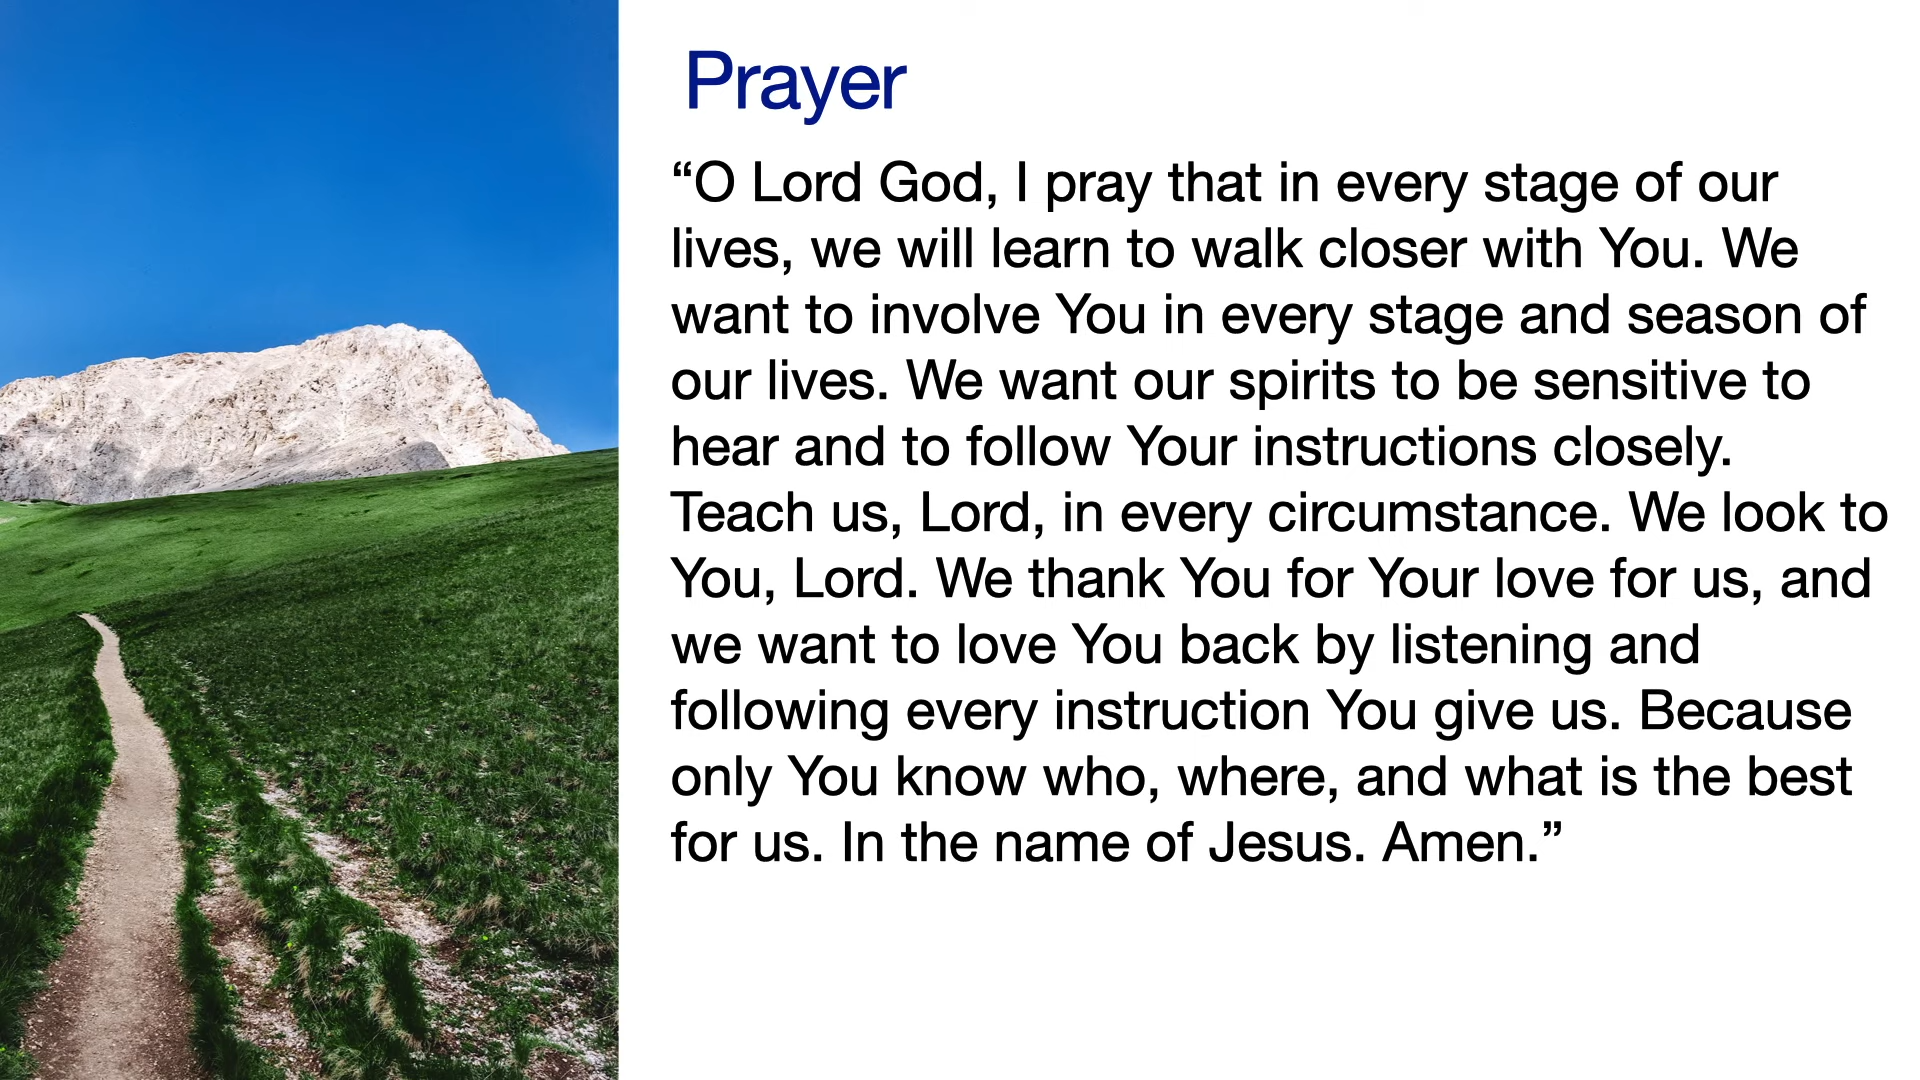 Prayer
“O Lord God, I pray that in every stage of our
lives, we will learn to walk closer with You. We
want to involve You in every stage and season of
our lives. We want our spirits to be sensitive to
hear and to follow Your instructions closely.
Teach us, Lord, in every circumstance. We look to
You, Lord. We thank You for Your love for us, and
we want to love You back by listening and
following every instruction You give us. Because
only You know who, where, and what is the best
for us. In the name of Jesus. Amen.”